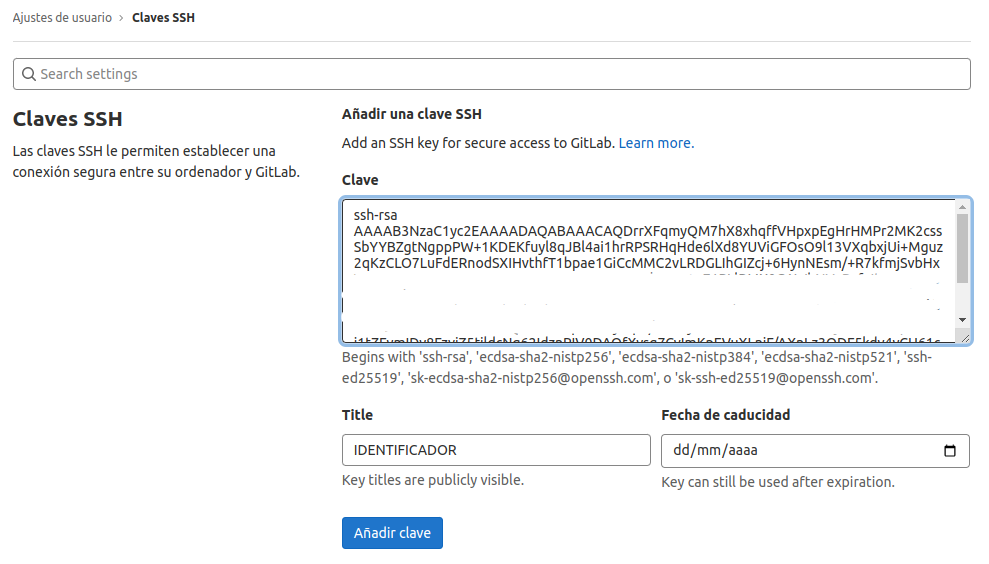 Ajustes de usuario › Claves SSH
Search settings
Claves SSH
Las claves SSH le permiten establecer una
conexión segura entre su ordenador y GitLab.
Añadir una clave SSH
Add an SSH key for secure access to GitLab. Learn more.
Clave
ssh-rsa
AAAAB3NzaC1yc2EAAAADAQABAAACAQDrrXFqmyQM7hX8xhqffVHpxpEgHrHMPr2MK2css
SbYYBZgtNgppPW+1KDEKfuyl8qJBl4ai1hrRPSRHqHde6lXd8YUViGFOsO9l13VXqbxjUi+Mguz
2qKzCLO7LuFdERnodSXIHvthfT1bpae1GiCcMMC2vLRDGLIhGIZcj+6HynNEsm/+R7kfmjSvbHx
Begins with 'ssh-rsa', 'ecdsa-sha2-nistp256', 'ecdsa-sha2-nistp384', 'ecdsa-sha2-nistp521', 'ssh-
ed25519', 'sk-ecdsa-sha2-nistp256@openssh.com', o 'sk-ssh-ed25519@openssh.com'.
Title
Fecha de caducidad
IDENTIFICADOR
dd/mm/aaaa
Key titles are publicly visible.
Key can still be used after expiration.
Añadir clave